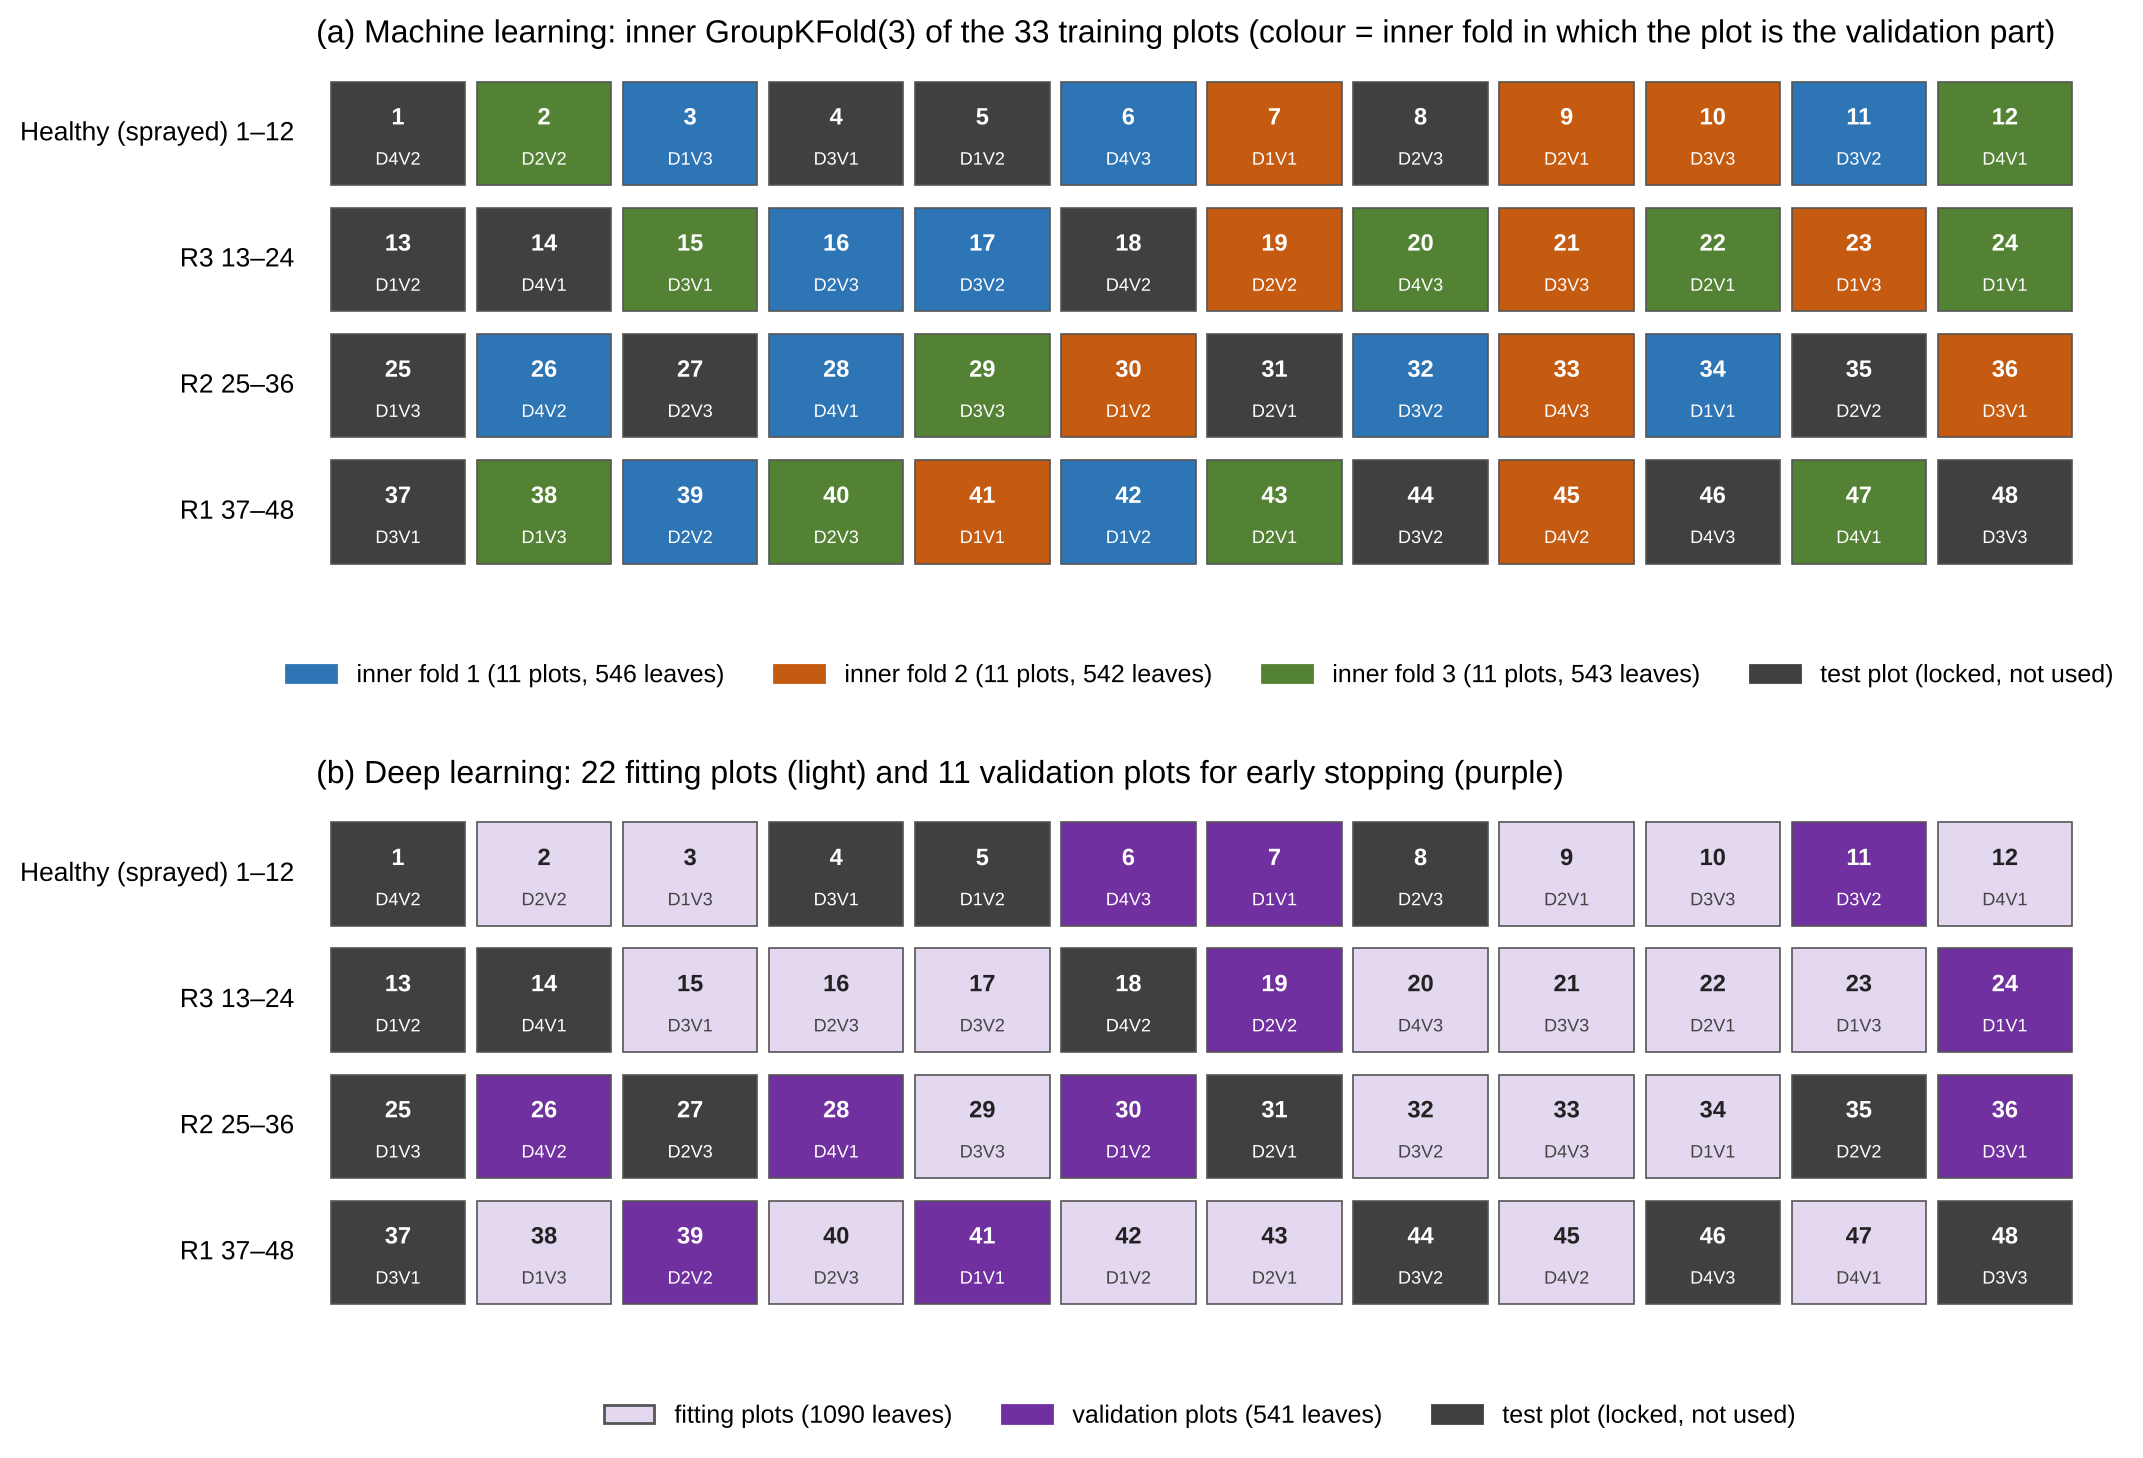 (a) Machine learning: inner GroupKFold(3) of the 33 training plots (colour = inner fold in which the plot is the validation part)
1 2 3 4 5 6 7 8 9 10 11 12
Healthy (sprayed) 1–12
D4V2 D2V2 D1V3 D3V1 D1V2 D4V3 D1V1 D2V3 D2V1 D3V3 D3V2 D4V1
13 14 15 16 17 18 19 20 21 22 23 24
R3 13–24
D1V2 D4V1 D3V1 D2V3 D3V2 D4V2 D2V2 D4V3 D3V3 D2V1 D1V3 D1V1
25 26 27 28 29 30 31 32 33 34 35 36
R2 25–36
D1V3 D4V2 D2V3 D4V1 D3V3 D1V2 D2V1 D3V2 D4V3 D1V1 D2V2 D3V1
37 38 39 40 41 42 43 44 45 46 47 48
R1 37–48
D3V1 D1V3 D2V2 D2V3 D1V1 D1V2 D2V1 D3V2 D4V2 D4V3 D4V1 D3V3
inner fold 1 (11 plots, 546 leaves) inner fold 2 (11 plots, 542 leaves) inner fold 3 (11 plots, 543 leaves) test plot (locked, not used)
(b) Deep learning: 22 fitting plots (light) and 11 validation plots for early stopping (purple)
1 2 3 4 5 6 7 8 9 10 11 12
Healthy (sprayed) 1–12
D4V2 D2V2 D1V3 D3V1 D1V2 D4V3 D1V1 D2V3 D2V1 D3V3 D3V2 D4V1
13 14 15 16 17 18 19 20 21 22 23 24
R3 13–24
D1V2 D4V1 D3V1 D2V3 D3V2 D4V2 D2V2 D4V3 D3V3 D2V1 D1V3 D1V1
25 26 27 28 29 30 31 32 33 34 35 36
R2 25–36
D1V3 D4V2 D2V3 D4V1 D3V3 D1V2 D2V1 D3V2 D4V3 D1V1 D2V2 D3V1
37 38 39 40 41 42 43 44 45 46 47 48
R1 37–48
D3V1 D1V3 D2V2 D2V3 D1V1 D1V2 D2V1 D3V2 D4V2 D4V3 D4V1 D3V3
fitting plots (1090 leaves) validation plots (541 leaves) test plot (locked, not used)